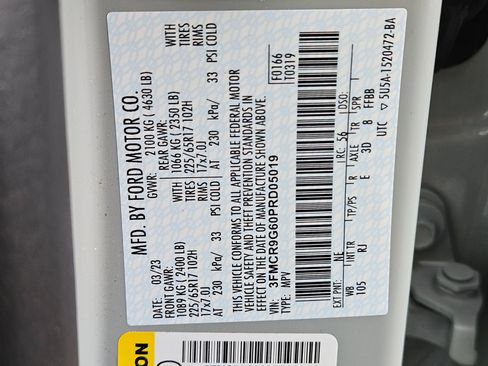 MFD. BY FORD MOTOR CO.
DATE: 03/23 GVWR: 2100 KG ( 4630 LB)
FRONT GAWR: REAR GAWR:
1089 KG ( 2400 LB) 1066 KG ( 2350 LB)
225/65R17 102H TIRES 225/65R17 102H TIRES
17x7.0J RIMS 17x7.0J RIMS
AT 230 kPa/ 33 PSI COLD AT 230 kPa/ 33 PSI COLD
THIS VEHICLE CONFORMS TO ALL APPLICABLE FEDERAL MOTOR
VEHICLE SAFETY AND THEFT PREVENTION STANDARDS IN
EFFECT ON THE DATE OF MANUFACTURE SHOWN ABOVE.
VIN: 3FMCR9G60PRD05019
TYPE: MPV
F0166
T0319
EXT PNT: NE RC: 56 DSO:
WB INT TR TP/PS R AXLE TR SPR
105 RJ E 3D 8 FFBB
UTC ▽ 5U5A-1520472-BA